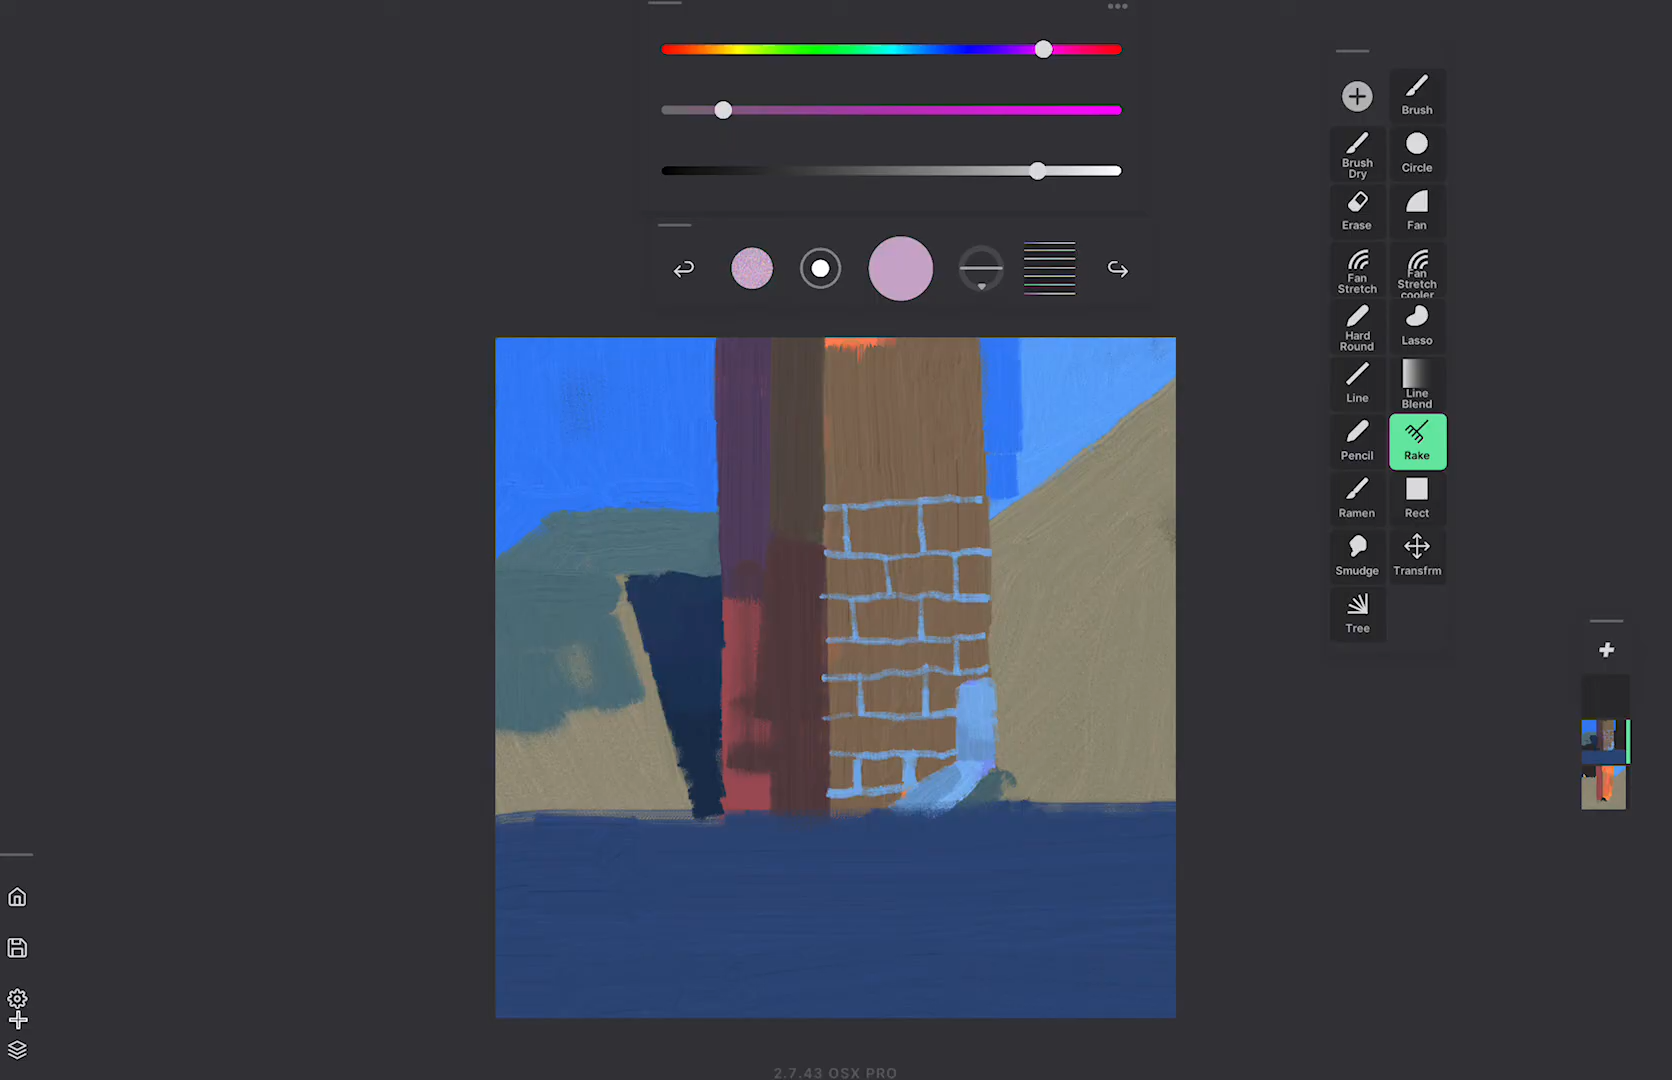 Brush
Brush
Dry
Circle
Erase
Fan
Fan
Stretch
Fan
Stretch
cooler
Hard
Round
Lasso
Line
Line
Blend
Pencil
Rake
Ramen
Rect
Smudge
Transfrm
Tree
2.7.43 OSX PRO